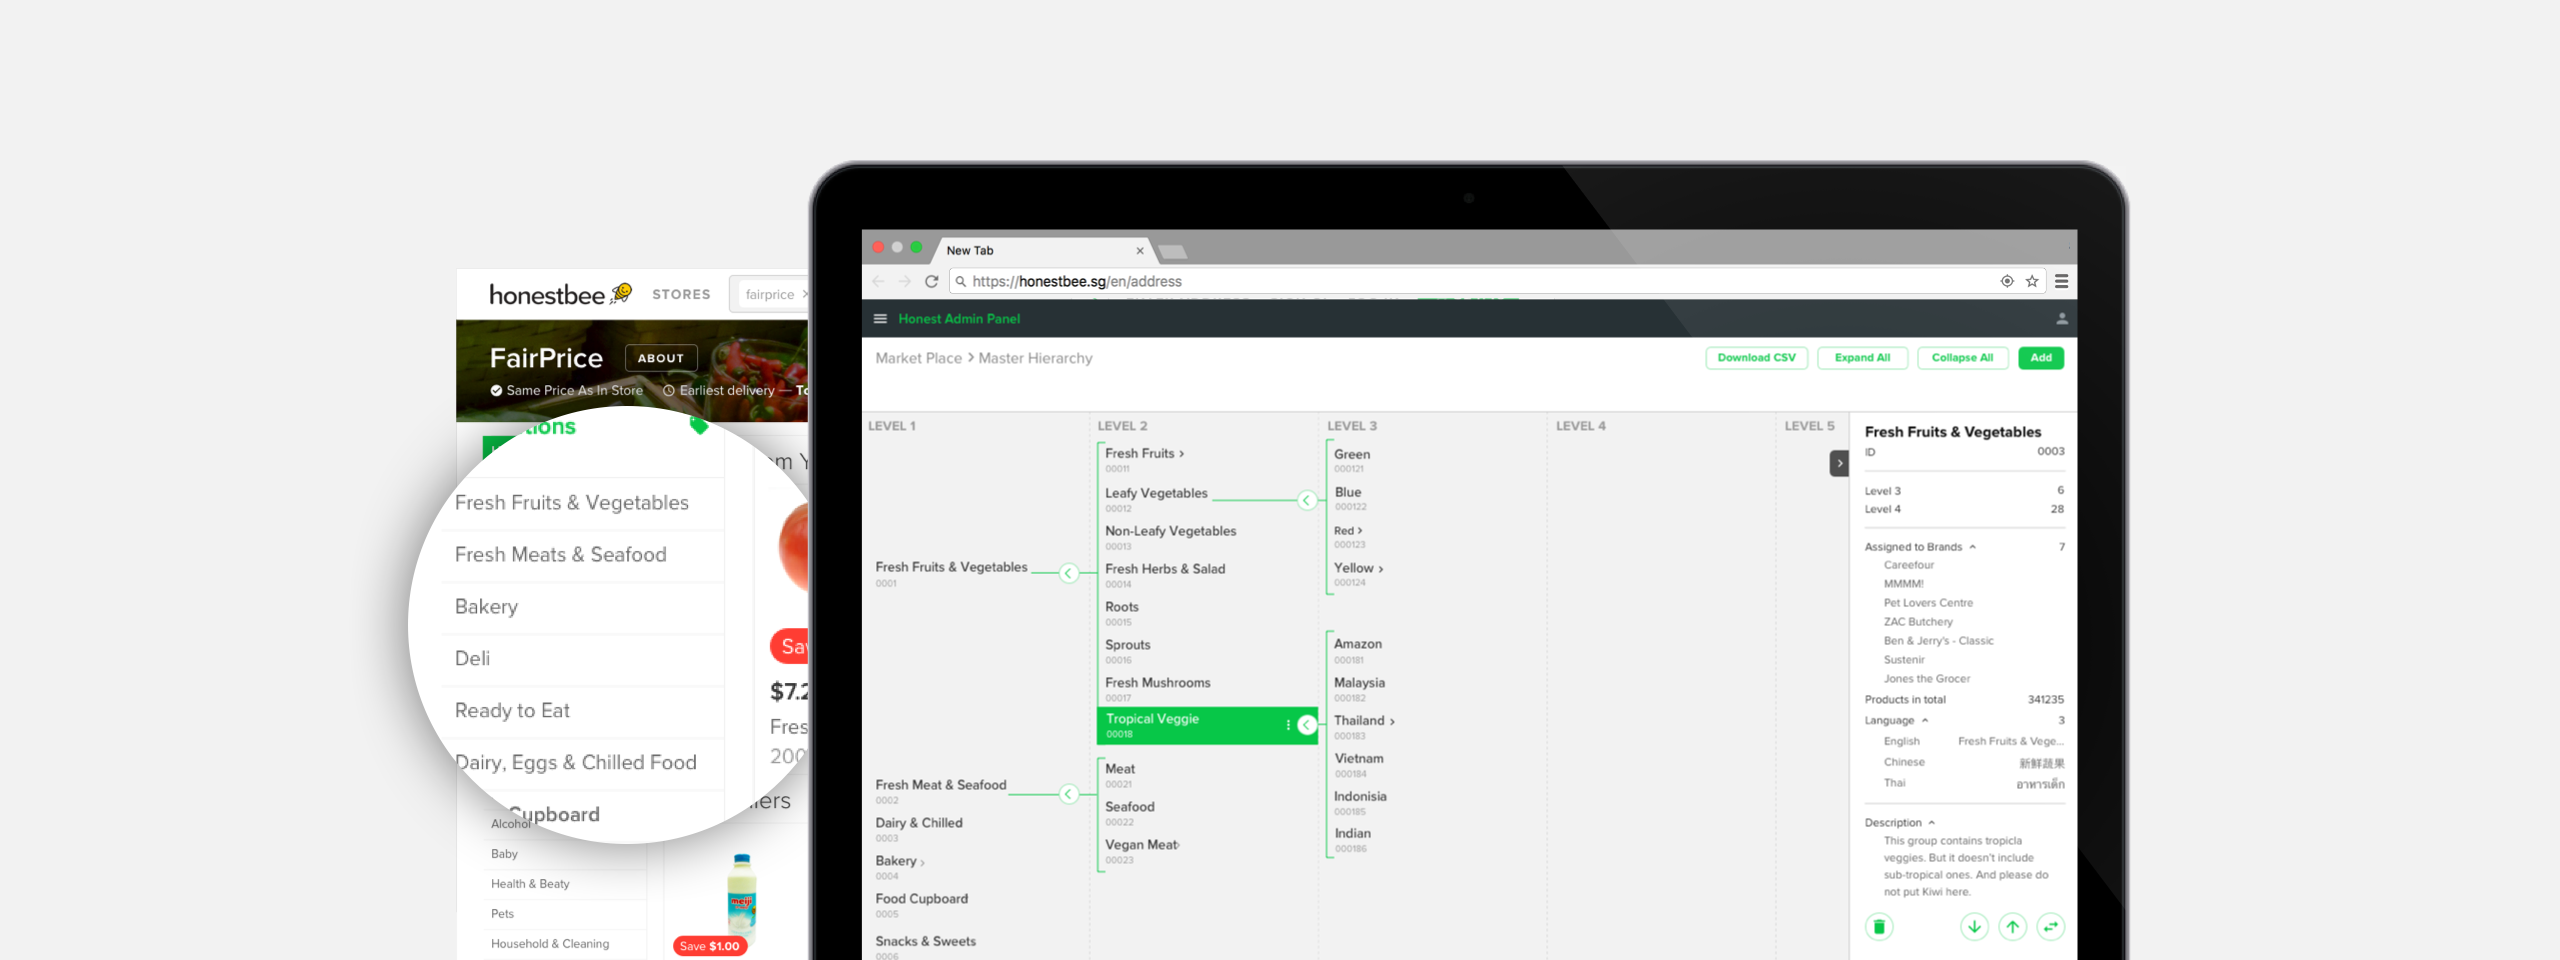 honestbee
STORES
fairprice ×
FairPrice
ABOUT
Same Price As In Store
Earliest delivery —
Fresh Fruits & Vegetables
Fresh Meats & Seafood
Bakery
Deli
Ready to Eat
Dairy, Eggs & Chilled Food
Cupboard
Alcohol
Baby
Health & Beaty
Pets
Household & Cleaning
$7.2
200
meiji
Save $1.00
New Tab
https://honestbee.sg/en/address
Honest Admin Panel
Market Place > Master Hierarchy
Download CSV
Expand All
Collapse All
Add
LEVEL 1
Fresh Fruits & Vegetables
0001
Fresh Meat & Seafood
0002
Dairy & Chilled
0003
Bakery >
0004
Food Cupboard
0005
Snacks & Sweets
0006
LEVEL 2
Fresh Fruits >
00011
Leafy Vegetables
00012
Non-Leafy Vegetables
00013
Fresh Herbs & Salad
00014
Roots
00015
Sprouts
00016
Fresh Mushrooms
00017
Tropical Veggie
00018
Meat
00021
Seafood
00022
Vegan Meat
00023
LEVEL 3
Green
000121
Blue
000122
Red >
000123
Yellow >
000124
Amazon
000181
Malaysia
000182
Thailand >
000183
Vietnam
000184
Indonisia
000185
Indian
000186
LEVEL 4
LEVEL 5
Fresh Fruits & Vegetables
ID 0003
Level 3 6
Level 4 28
Assigned to Brands 7
Careefour
MMMM!
Pet Lovers Centre
ZAC Butchery
Ben & Jerry's - Classic
Sustenir
Jones the Grocer
Products in total 341235
Language 3
English Fresh Fruits & Vege...
Chinese 新鮮蔬果
Thai อาหารเด็ก
Description
This group contains tropicla
veggies. But it doesn't include
sub-tropical ones. And please do
not put Kiwi here.